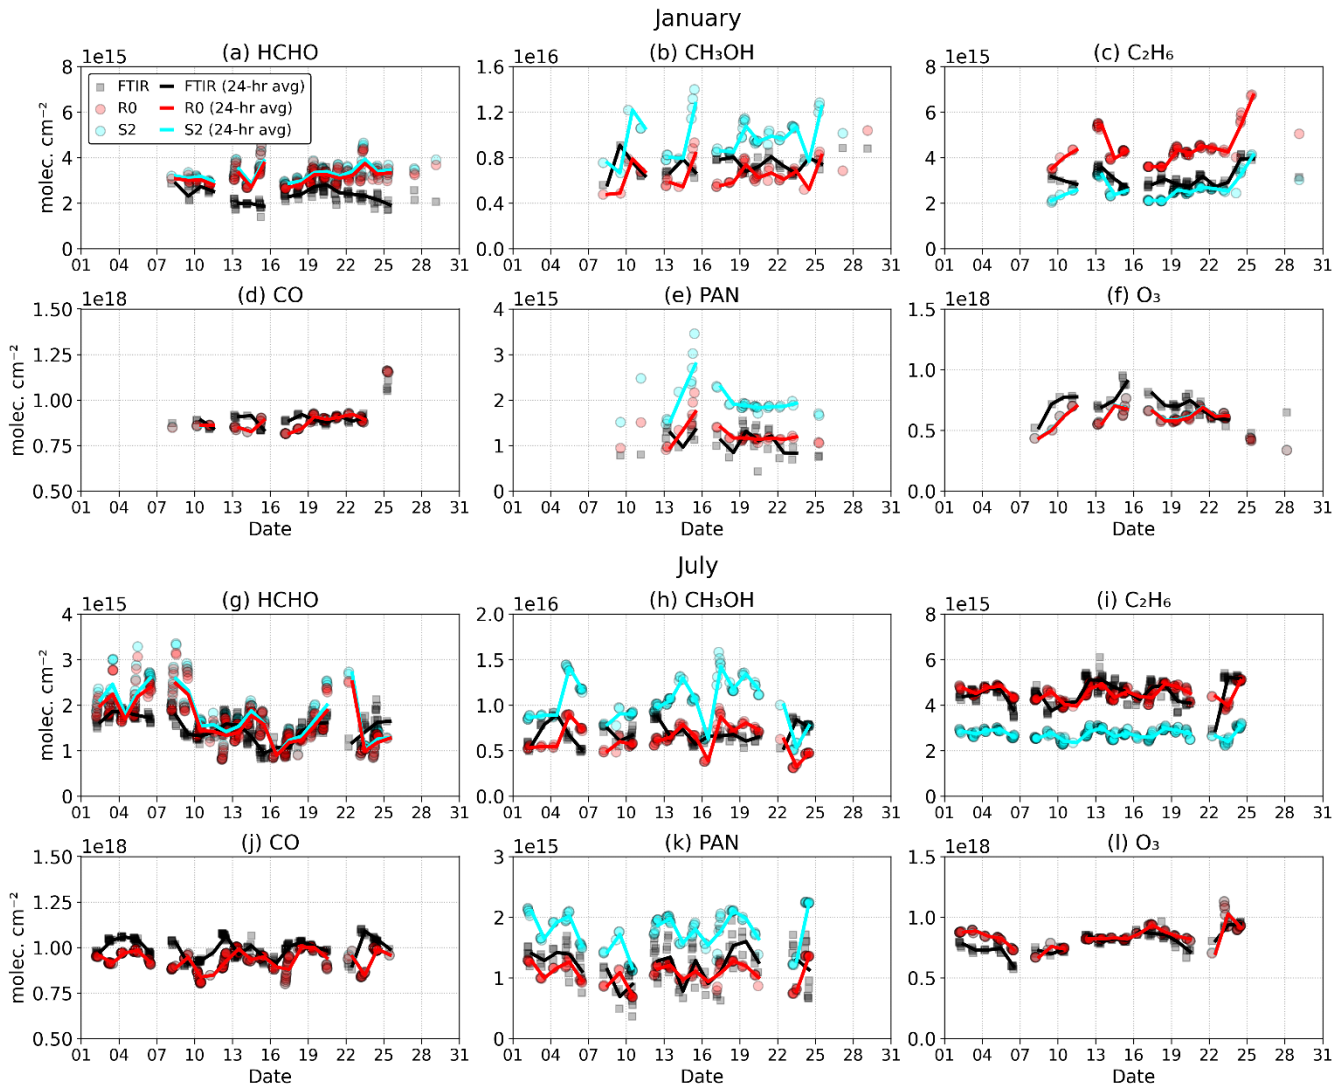 January
(a) HCHO
(b) CH₃OH
(c) C₂H₆
1e15
1e16
1e15
molec. cm⁻²
8
6
4
2
0
FTIR
R0
S2
FTIR (24-hr avg)
R0 (24-hr avg)
S2 (24-hr avg)
1.6
1.2
0.8
0.4
0.0
8
6
4
2
0
01 04 07 10 13 16 19 22 25 28 31
01 04 07 10 13 16 19 22 25 28 31
01 04 07 10 13 16 19 22 25 28 31
(d) CO
(e) PAN
(f) O₃
1e18
1e15
1e18
molec. cm⁻²
1.50
1.25
1.00
0.75
0.50
4
3
2
1
0
1.5
1.0
0.5
0.0
01 04 07 10 13 16 19 22 25 28 31
01 04 07 10 13 16 19 22 25 28 31
01 04 07 10 13 16 19 22 25 28 31
Date
Date
Date
July
(g) HCHO
(h) CH₃OH
(i) C₂H₆
1e15
1e16
1e15
molec. cm⁻²
4
3
2
1
0
2.0
1.5
1.0
0.5
0.0
8
6
4
2
0
01 04 07 10 13 16 19 22 25 28 31
01 04 07 10 13 16 19 22 25 28 31
01 04 07 10 13 16 19 22 25 28 31
(j) CO
(k) PAN
(l) O₃
1e18
1e15
1e18
molec. cm⁻²
1.50
1.25
1.00
0.75
0.50
3
2
1
0
1.5
1.0
0.5
0.0
01 04 07 10 13 16 19 22 25 28 31
01 04 07 10 13 16 19 22 25 28 31
01 04 07 10 13 16 19 22 25 28 31
Date
Date
Date